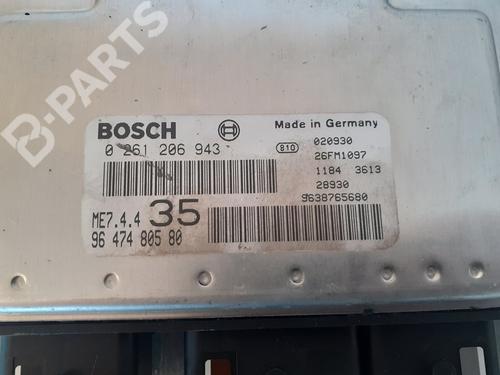 B-PARTS
BOSCH
Made in Germany
0 261 206 943
810
020930
26FM1097
1184 3613
28930
9638765680
ME7.4.4 35
96 474 805 80
B-PARTS